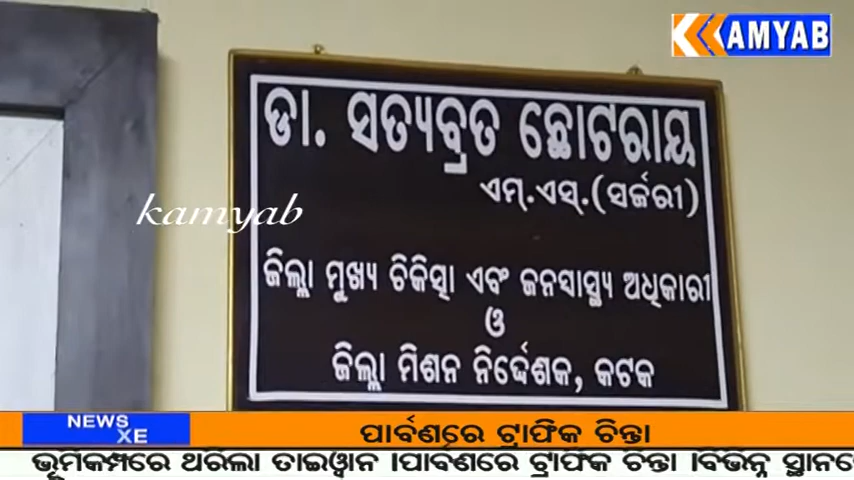 KAMYAB
ଡା. ସତ୍ୟବ୍ରତ ଛୋଟରାୟ
ଏମ୍.ଏସ୍.(ସର୍ଜରୀ)
kamyab
ଜିଲ୍ଲା ମୁଖ୍ୟ ଚିକିତ୍ସା ଏବଂ ଜନସ୍ୱାସ୍ଥ୍ୟ ଅଧିକାରୀ
ଓ
ଜିଲ୍ଲା ମିଶନ ନିର୍ଦ୍ଦେଶକ, କଟକ
NEWS
XE
ପାର୍ବଣରେ ଟ୍ରାଫିକ ଚିନ୍ତା
ଭୂମିକମ୍ପରେ ଥରିଲା ତାଇୱାନ ।ପାର୍ବଣରେ ଟ୍ରାଫିକ ଚିନ୍ତା ।ବିଭିନ୍ନ ସ୍ଥାନରେ